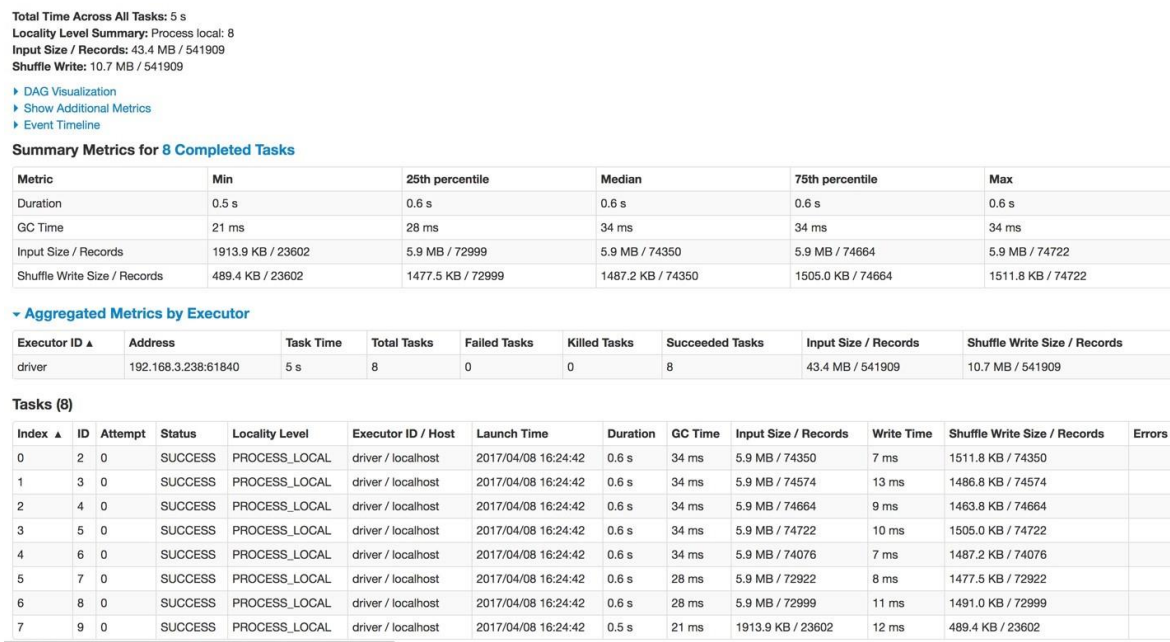 Total Time Across All Tasks: 5 s
Locality Level Summary: Process local: 8
Input Size / Records: 43.4 MB / 541909
Shuffle Write: 10.7 MB / 541909
DAG Visualization
Show Additional Metrics
Event Timeline
Summary Metrics for 8 Completed Tasks
Metric Min 25th percentile Median 75th percentile Max
Duration 0.5 s 0.6 s 0.6 s 0.6 s 0.6 s
GC Time 21 ms 28 ms 34 ms 34 ms 34 ms
Input Size / Records 1913.9 KB / 23602 5.9 MB / 72999 5.9 MB / 74350 5.9 MB / 74664 5.9 MB / 74722
Shuffle Write Size / Records 489.4 KB / 23602 1477.5 KB / 72999 1487.2 KB / 74350 1505.0 KB / 74664 1511.8 KB / 74722
Aggregated Metrics by Executor
Executor ID ▲ Address Task Time Total Tasks Failed Tasks Killed Tasks Succeeded Tasks Input Size / Records Shuffle Write Size / Records
driver 192.168.3.238:61840 5 s 8 0 0 8 43.4 MB / 541909 10.7 MB / 541909
Tasks (8)
Index ▲ ID Attempt Status Locality Level Executor ID / Host Launch Time Duration GC Time Input Size / Records Write Time Shuffle Write Size / Records Errors
0 2 0 SUCCESS PROCESS_LOCAL driver / localhost 2017/04/08 16:24:42 0.6 s 34 ms 5.9 MB / 74350 7 ms 1511.8 KB / 74350
1 3 0 SUCCESS PROCESS_LOCAL driver / localhost 2017/04/08 16:24:42 0.6 s 34 ms 5.9 MB / 74574 13 ms 1486.8 KB / 74574
2 4 0 SUCCESS PROCESS_LOCAL driver / localhost 2017/04/08 16:24:42 0.6 s 34 ms 5.9 MB / 74664 9 ms 1463.8 KB / 74664
3 5 0 SUCCESS PROCESS_LOCAL driver / localhost 2017/04/08 16:24:42 0.6 s 34 ms 5.9 MB / 74722 10 ms 1505.0 KB / 74722
4 6 0 SUCCESS PROCESS_LOCAL driver / localhost 2017/04/08 16:24:42 0.6 s 34 ms 5.9 MB / 74076 7 ms 1487.2 KB / 74076
5 7 0 SUCCESS PROCESS_LOCAL driver / localhost 2017/04/08 16:24:42 0.6 s 28 ms 5.9 MB / 72922 8 ms 1477.5 KB / 72922
6 8 0 SUCCESS PROCESS_LOCAL driver / localhost 2017/04/08 16:24:42 0.6 s 28 ms 5.9 MB / 72999 11 ms 1491.0 KB / 72999
7 9 0 SUCCESS PROCESS_LOCAL driver / localhost 2017/04/08 16:24:42 0.5 s 21 ms 1913.9 KB / 23602 12 ms 489.4 KB / 23602